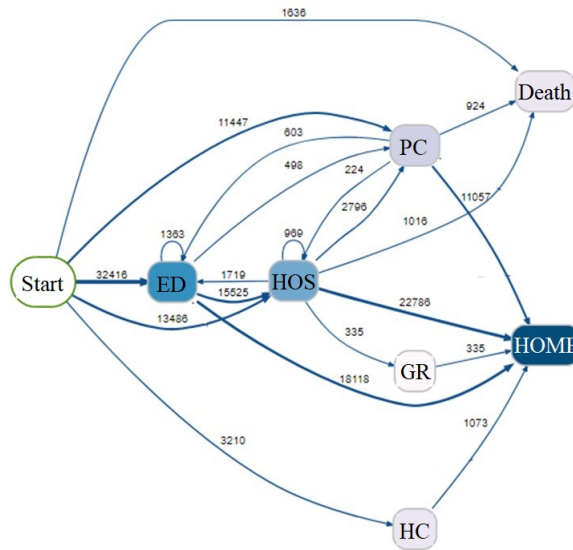 1636
Death
11447
603
924
PC
498
224
2796
11057
1363
969
1016
Start
32416
ED
1719
HOS
15525
13486
22786
335
HOME
GR
335
18118
3210
1073
HC